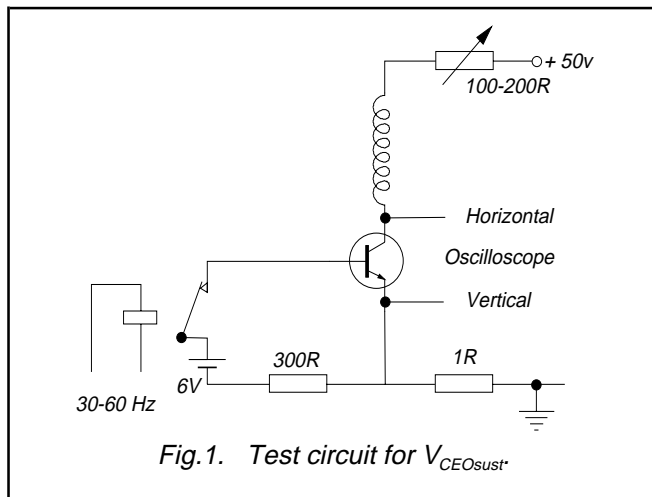 + 50v
100-200R
Horizontal
Oscilloscope
Vertical
300R
1R
6V
30-60 Hz
Fig.1. Test circuit for VCEOsust.